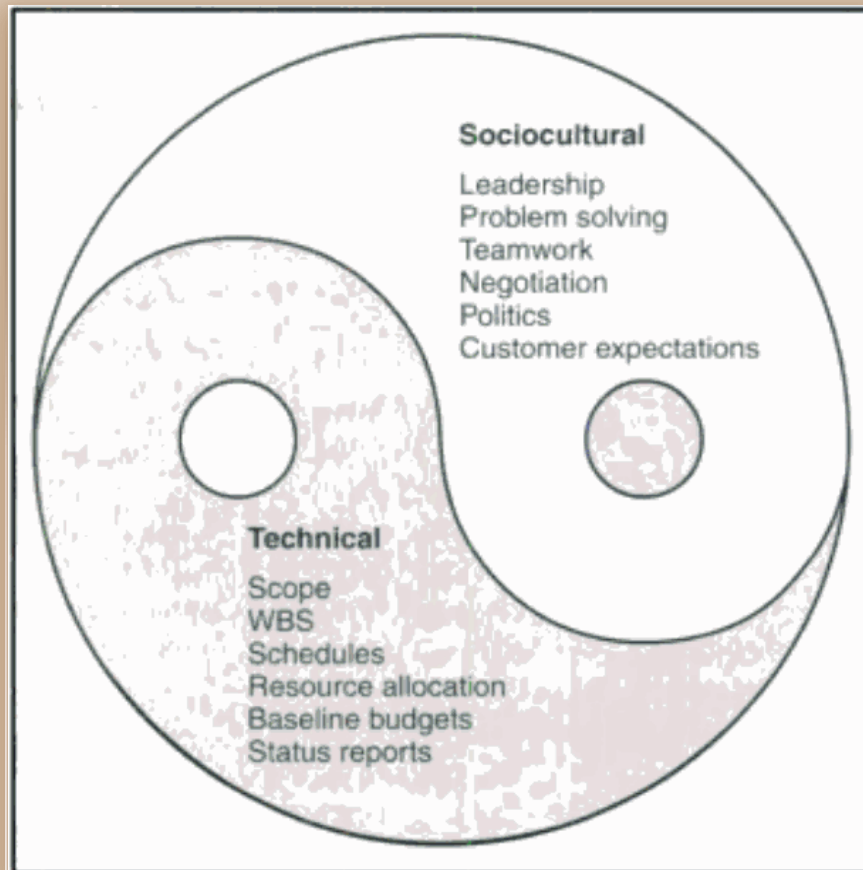 Sociocultural
Leadership
Problem solving
Teamwork
Negotiation
Politics
Customer expectations
Technical
Scope
WBS
Schedules
Resource allocation
Baseline budgets
Status reports